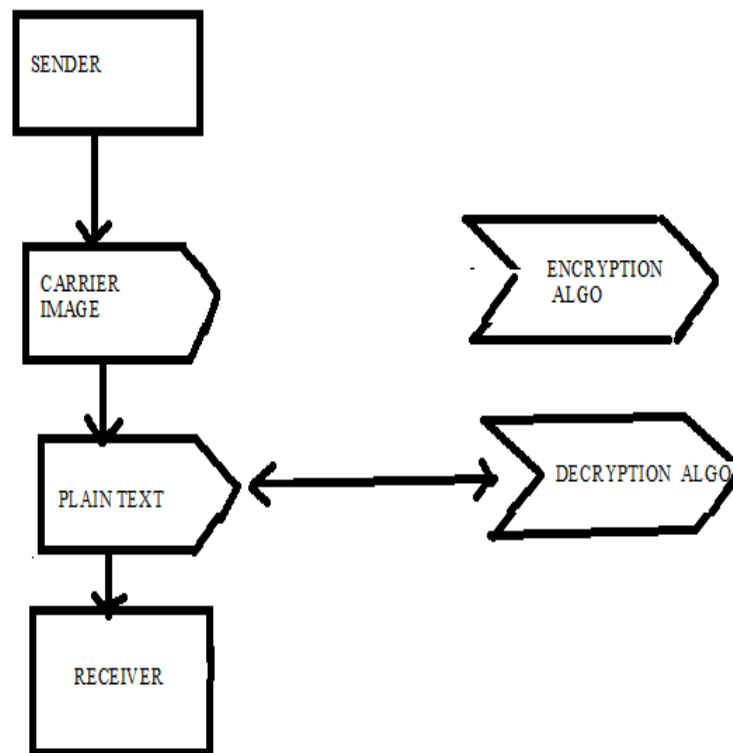 SENDER
CARRIER
IMAGE
ENCRYPTION
ALGO
PLAIN TEXT
DECRYPTION ALGO
RECEIVER